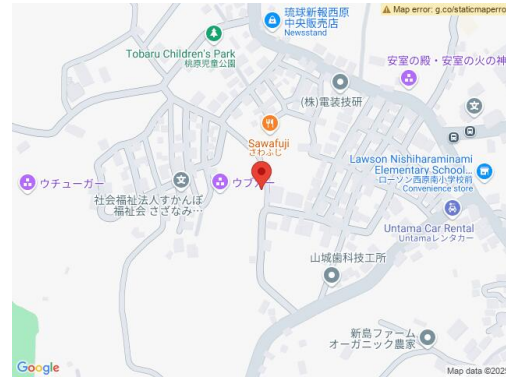 Map error: g.co/staticmaperro
琉球新報西原
中央販売店
Newsstand
Tobaru Children's Park
桃原児童公園
安室の殿・安室の火の神
(株)電装技研
Sawafuji
さわふじ
Lawson Nishiharaminami
Elementary School...
ローソン西原南小学校前
Convenience store
ウチューガー
社会福祉法人すかんぽ
福祉会 さざなみ…
Untama Car Rental
Untamaレンタカー
山城歯科技工所
新島ファーム
オーガニック農家
Google
Map data ©202